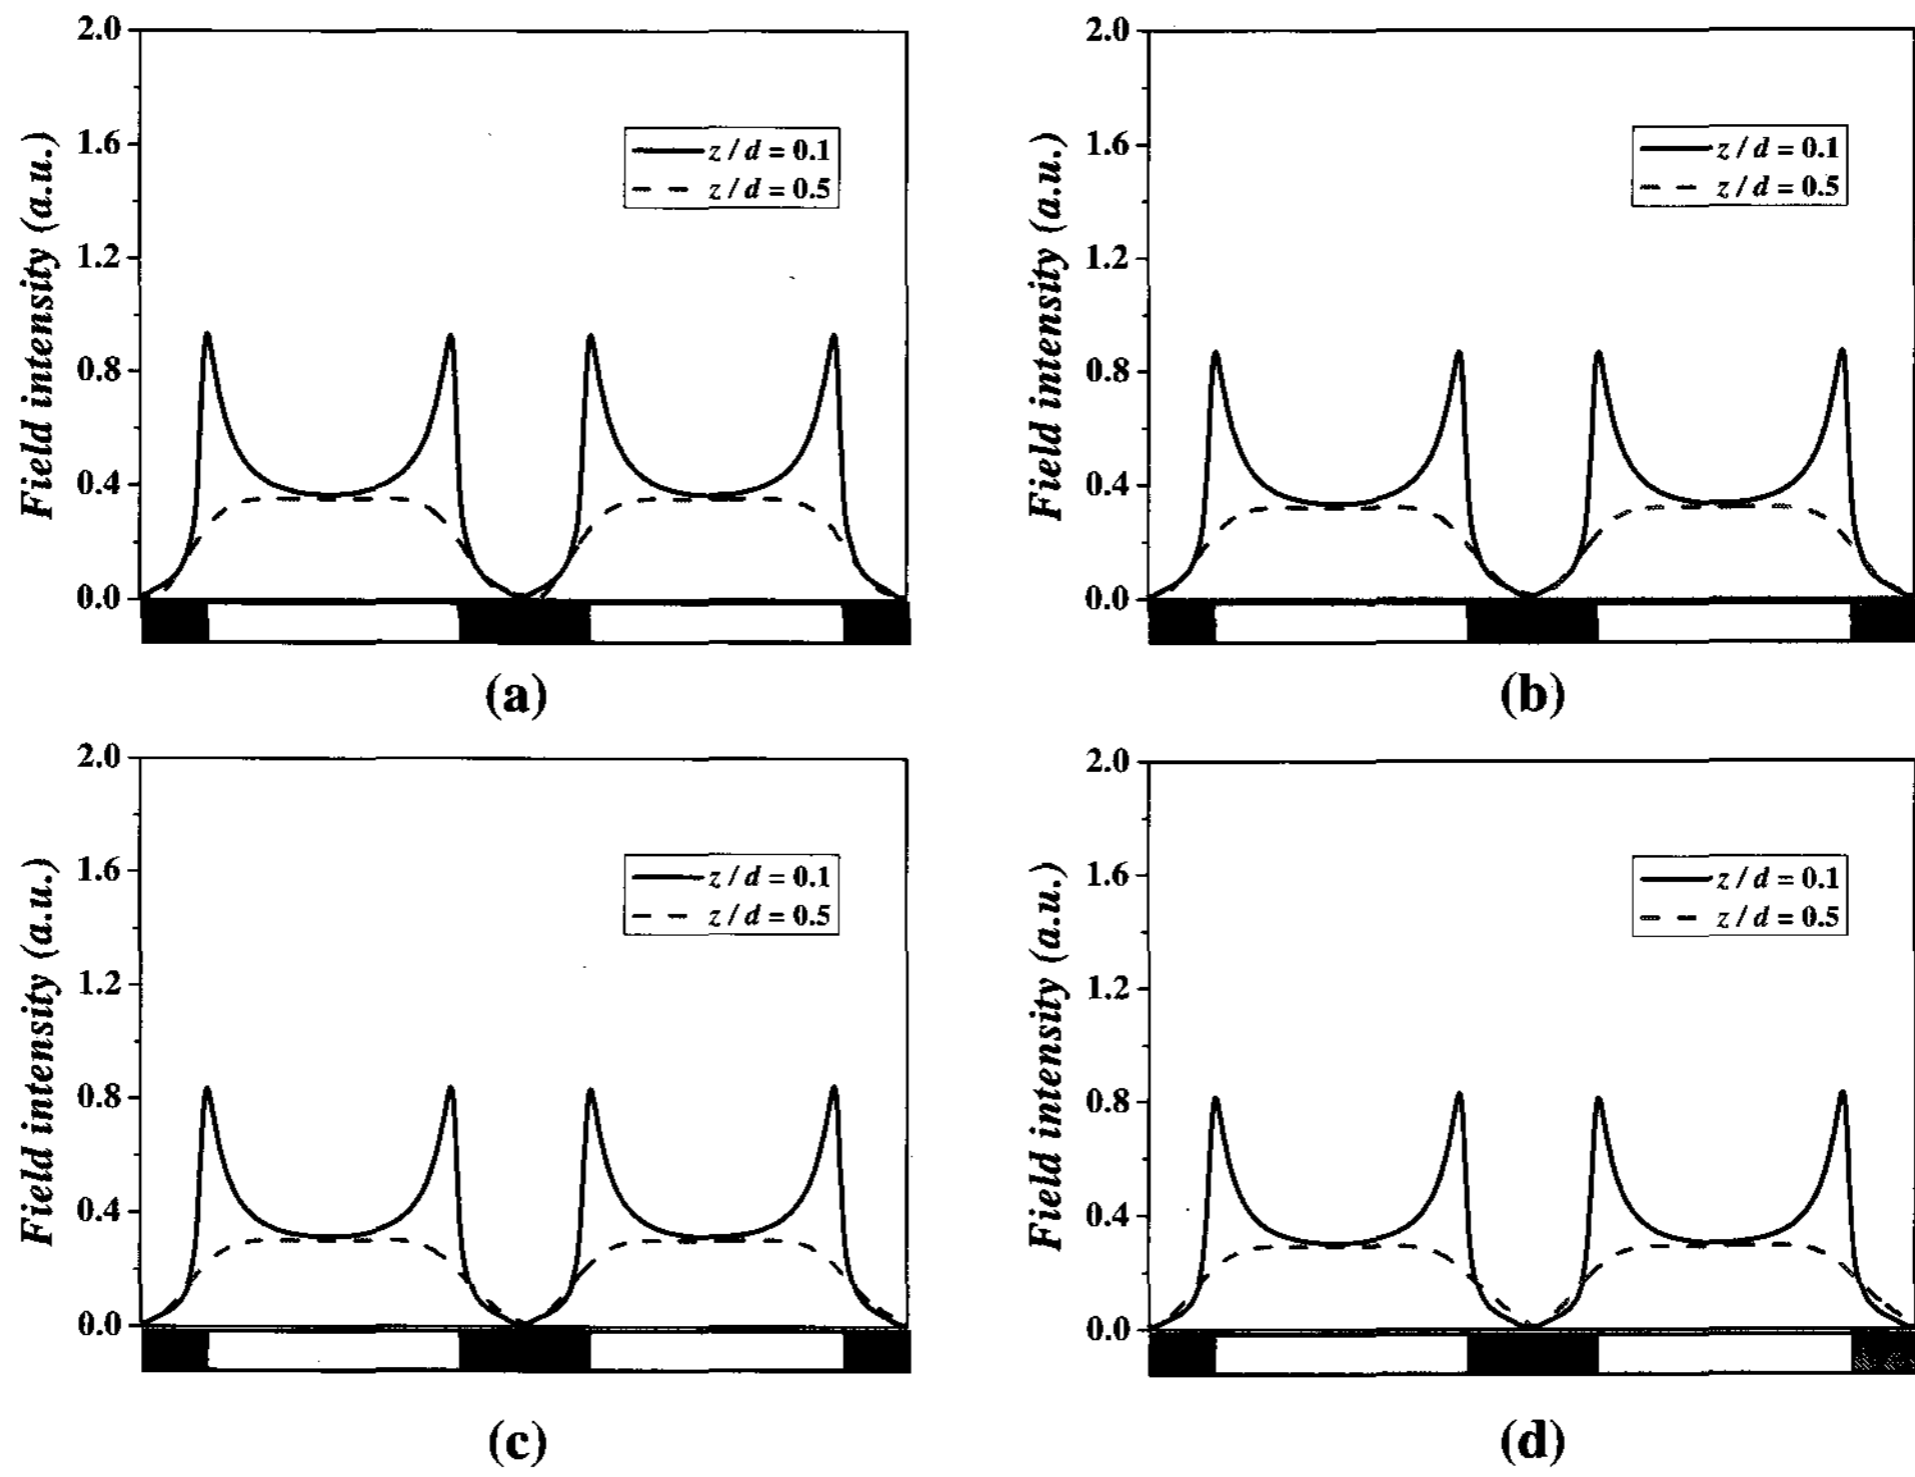 2.0
1.6
1.2
0.8
0.4
0.0
Field intensity (a.u.)
z / d = 0.1
z / d = 0.5
(a)
2.0
1.6
1.2
0.8
0.4
0.0
Field intensity (a.u.)
z / d = 0.1
z / d = 0.5
(b)
2.0
1.6
1.2
0.8
0.4
0.0
Field intensity (a.u.)
z / d = 0.1
z / d = 0.5
(c)
2.0
1.6
1.2
0.8
0.4
0.0
Field intensity (a.u.)
z / d = 0.1
z / d = 0.5
(d)